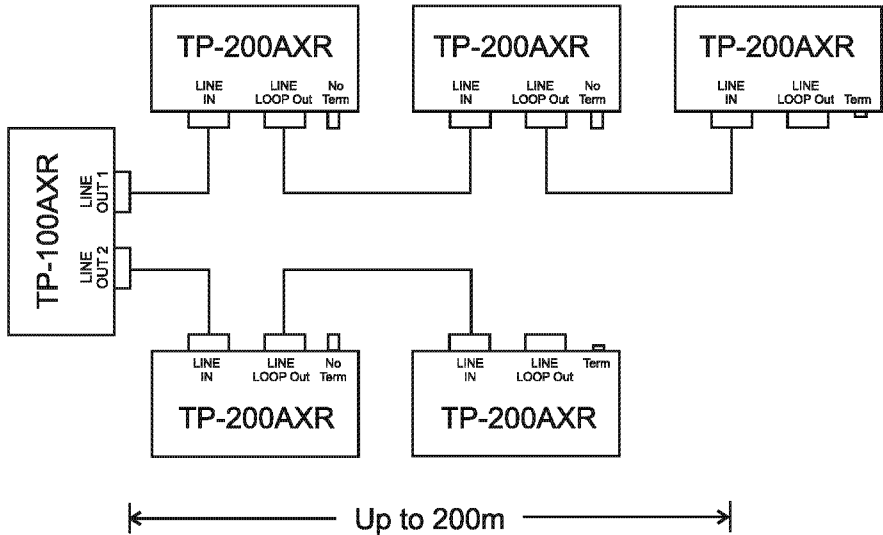 TP-200AXR
LINE IN
LINE LOOP Out
No Term
TP-200AXR
LINE IN
LINE LOOP Out
No Term
TP-200AXR
LINE IN
LINE LOOP Out
Term
TP-100AXR
LINE OUT 1
LINE OUT 2
LINE IN
LINE LOOP Out
No Term
TP-200AXR
LINE IN
LINE LOOP Out
Term
TP-200AXR
Up to 200m